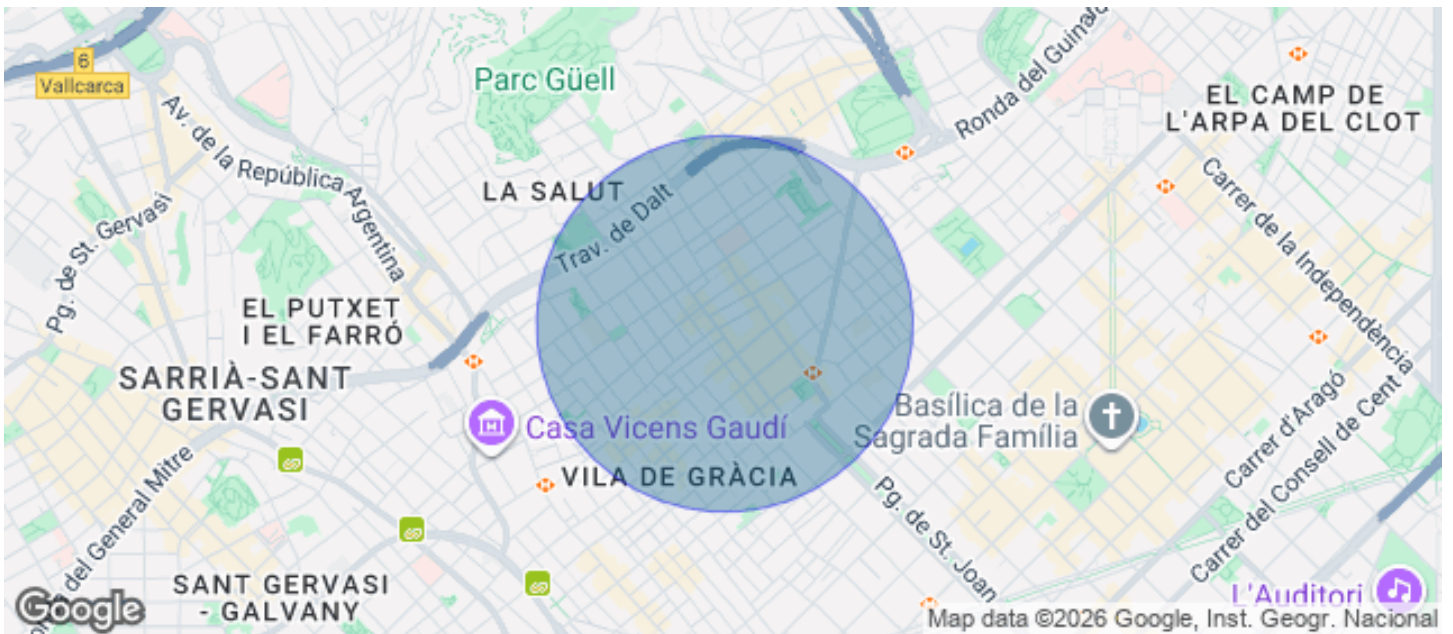 6
Vallcarca
Parc Güell
Ronda del Guinardó
EL CAMP DE
L'ARPA DEL CLOT
Av. de la República Argentina
LA SALUT
Trav. de Dalt
Pg. de St. Gervasi
Carrer de la Independència
EL PUTXET
I EL FARRÓ
SARRIÀ-SANT
GERVASI
Casa Vicens Gaudí
Basílica de la
Sagrada Família
Carrer d'Aragó
Carrer del Consell de Cent
VILA DE GRÀCIA
Pg. de St. Joan
del General Mitre
SANT GERVASI
- GALVANY
L'Auditori
Google
Map data ©2026 Google, Inst. Geogr. Nacional